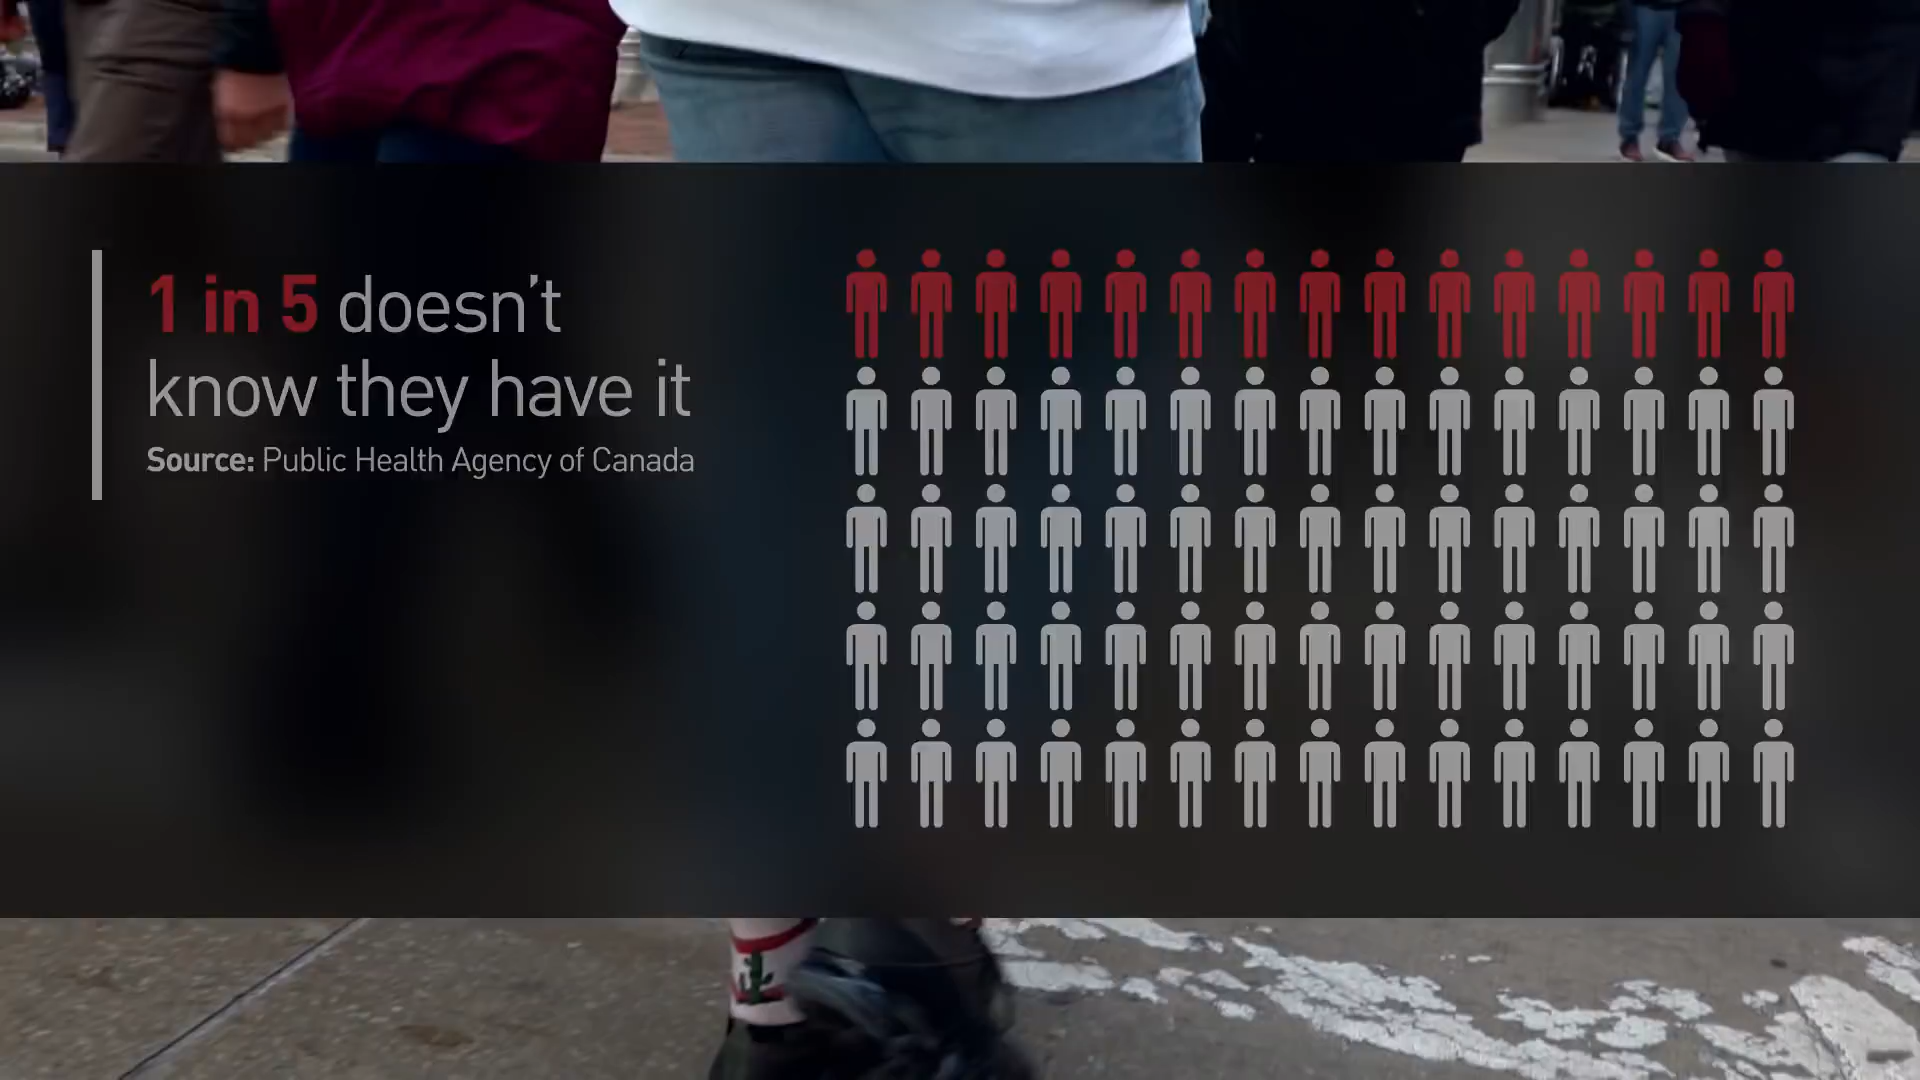 1 in 5 doesn't
know they have it
Source: Public Health Agency of Canada